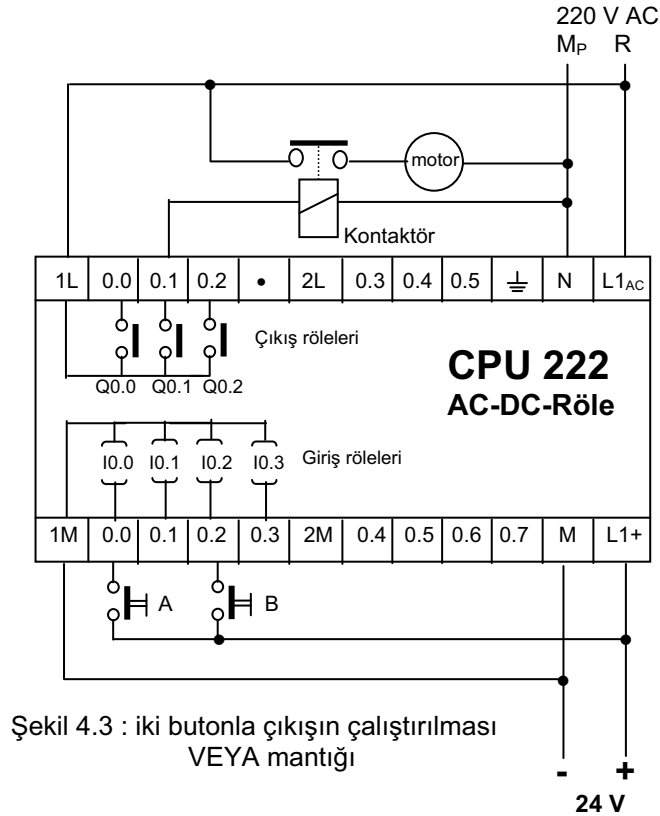 220 V AC
MP R
motor
Kontaktör
1L 0.0 0.1 0.2 • 2L 0.3 0.4 0.5 ⏚ N L1AC
Çıkış röleleri
Q0.0 Q0.1 Q0.2
CPU 222
AC-DC-Röle
I0.0 I0.1 I0.2 I0.3 Giriş röleleri
1M 0.0 0.1 0.2 0.3 2M 0.4 0.5 0.6 0.7 M L1+
A B
Şekil 4.3 : iki butonla çıkışın çalıştırılması
VEYA mantığı
- +
24 V